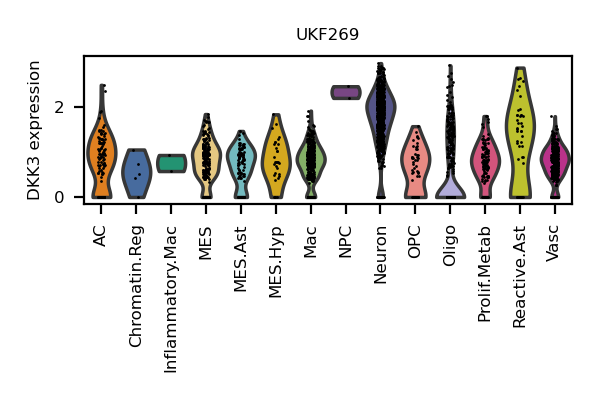 UKF269
DKK3 expression
2
0
AC
Chromatin.Reg
Inflammatory.Mac
MES
MES.Ast
MES.Hyp
Mac
NPC
Neuron
OPC
Oligo
Prolif.Metab
Reactive.Ast
Vasc